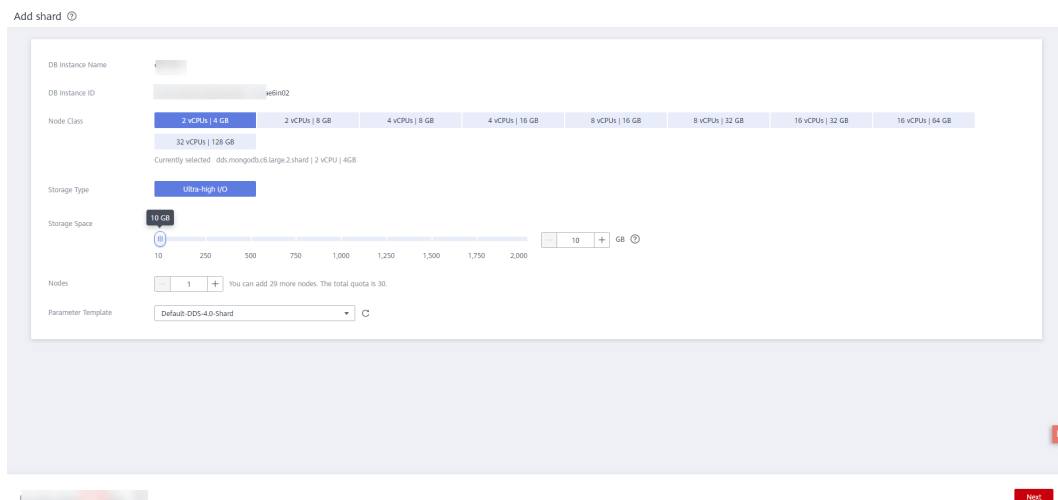 Add shard
DB Instance Name
DB Instance ID ae6in02
Node Class 2 vCPUs | 4 GB 2 vCPUs | 8 GB 4 vCPUs | 8 GB 4 vCPUs | 16 GB 8 vCPUs | 16 GB 8 vCPUs | 32 GB 16 vCPUs | 32 GB 16 vCPUs | 64 GB
32 vCPUs | 128 GB
Currently selected dds.mongodb.c6.large.2.shard | 2 vCPU | 4GB
Storage Type Ultra-high I/O
10 GB
Storage Space
10 GB
10 250 500 750 1,000 1,250 1,500 1,750 2,000
Nodes 1 You can add 29 more nodes. The total quota is 30.
Parameter Template Default-DDS-4.0-Shard
Next